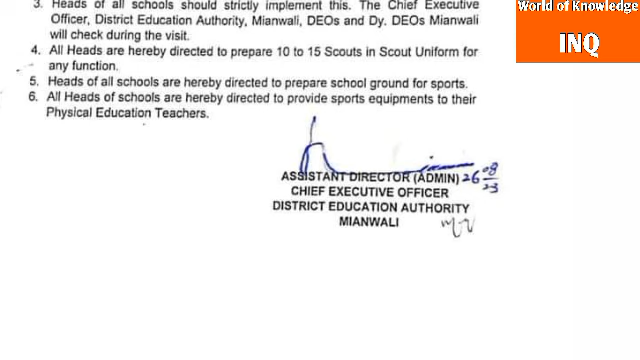 World of Knowledge
INQ
3. Heads of all schools should strictly implement this. The Chief Executive
Officer, District Education Authority, Mianwali, DEOs and Dy. DEOs Mianwali
will check during the visit.
4. All Heads are hereby directed to prepare 10 to 15 Scouts in Scout Uniform for
any function.
5. Heads of all schools are hereby directed to prepare school ground for sports.
6. All Heads of schools are hereby directed to provide sports equipments to their
Physical Education Teachers.
ASSISTANT DIRECTOR (ADMIN) 26 08/23
CHIEF EXECUTIVE OFFICER
DISTRICT EDUCATION AUTHORITY
MIANWALI